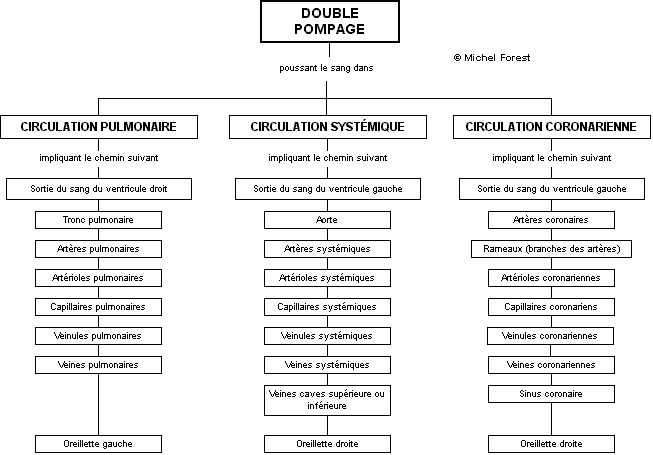 DOUBLE
POMPAGE
© Michel Forest
poussant le sang dans
CIRCULATION PULMONAIRE
impliquant le chemin suivant
Sortie du sang du ventricule droit
Tronc pulmonaire
Artères pulmonaires
Artérioles pulmonaires
Capillaires pulmonaires
Veinules pulmonaires
Veines pulmonaires
Oreillette gauche
CIRCULATION SYSTÉMIQUE
impliquant le chemin suivant
Sortie du sang du ventricule gauche
Aorte
Artères systémiques
Artérioles systémiques
Capillaires systémiques
Veinules systémiques
Veines systémiques
Veines caves supérieure ou
inférieure
Oreillette droite
CIRCULATION CORONARIENNE
impliquant le chemin suivant
Sortie du sang du ventricule gauche
Artères coronaires
Rameaux (branches des artères)
Artérioles coronariennes
Capillaires coronariens
Veinules coronariennes
Veines coronariennes
Sinus coronaire
Oreillette droite